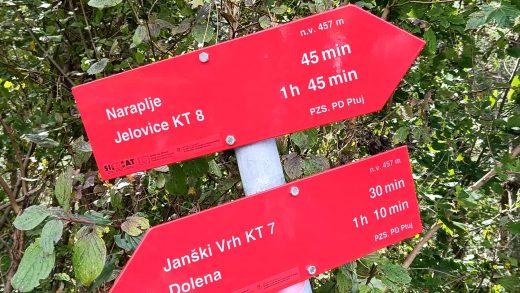 n.v. 457 m
Naraplje 45 min
Jelovice KT 8 1h 45 min
PZS, PD Ptuj
n.v. 457 m
Janški Vrh KT 7 30 min
Dolena 1h 10 min
PZS, PD Ptuj